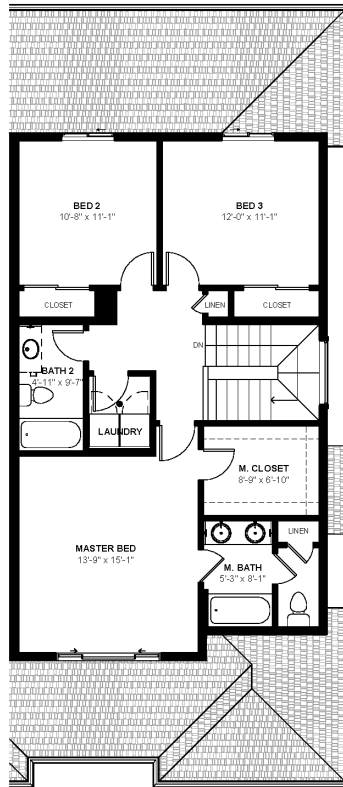 BED 2
10'-8" x 11'-1"
BED 3
12'-0" x 11'-1"
CLOSET
LINEN
CLOSET
DN
BATH 2
4'-11" x 9'-7"
LAUNDRY
M. CLOSET
8'-9" x 6'-10"
LINEN
MASTER BED
13'-9" x 15'-1"
M. BATH
5'-3" x 8'-1"